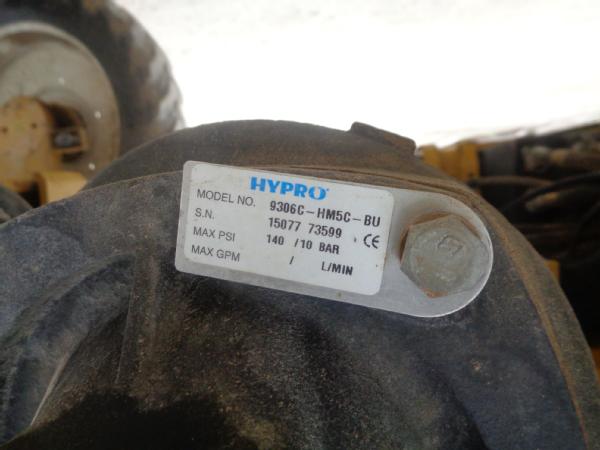 HYPRO
MODEL NO. 9306C-HM5C-BU
S.N. 15077 73599
MAX PSI 140 /10 BAR CE
MAX GPM / L/MIN